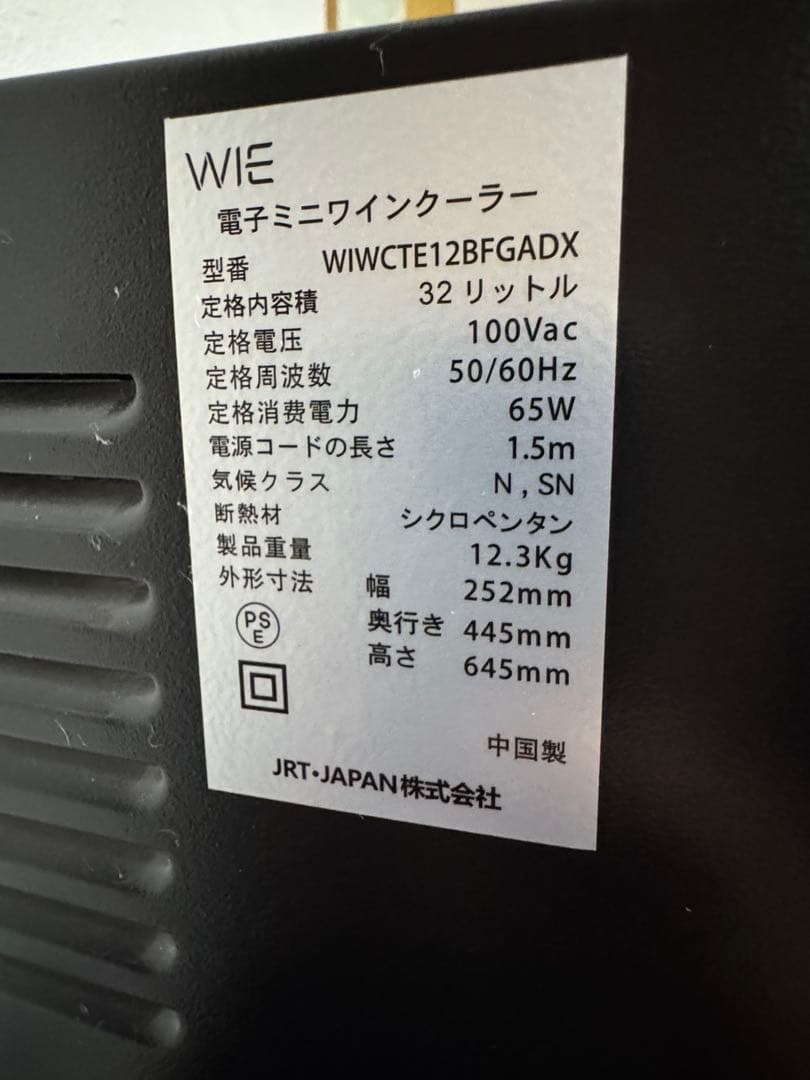 WIE
電子ミニワインクーラー
型番 WIWCTE12BFGADX
定格内容積 32 リットル
定格電圧 100Vac
定格周波数 50/60Hz
定格消费電力 65W
電源コードの長さ 1.5m
気候クラス N , SN
断熱材 シクロペンタン
製品重量 12.3Kg
外形寸法 幅 252mm
奥行き 445mm
高さ 645mm
PS
E
中国製
JRT・JAPAN株式会社